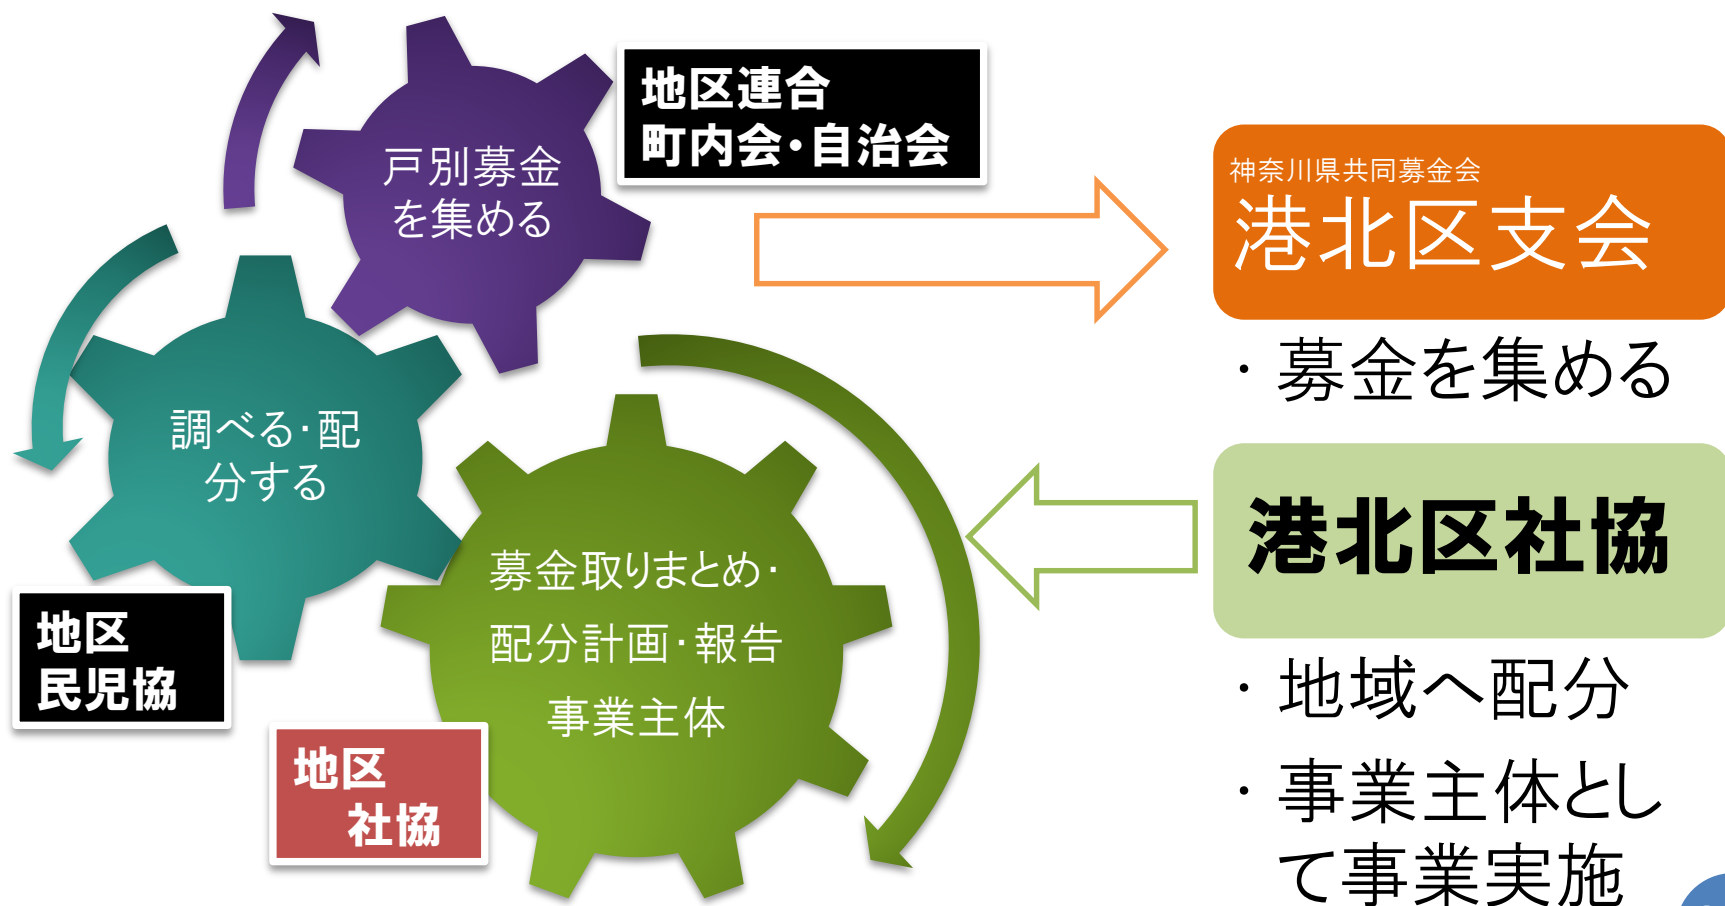 戸別募金
を集める
地区連合
町内会・自治会
調べる・配
分する
地区
民児協
募金取りまとめ・
配分計画・報告
事業主体
地区
社協
神奈川県共同募金会
港北区支会
・募金を集める
港北区社協
・地域へ配分
・事業主体とし
て事業実施